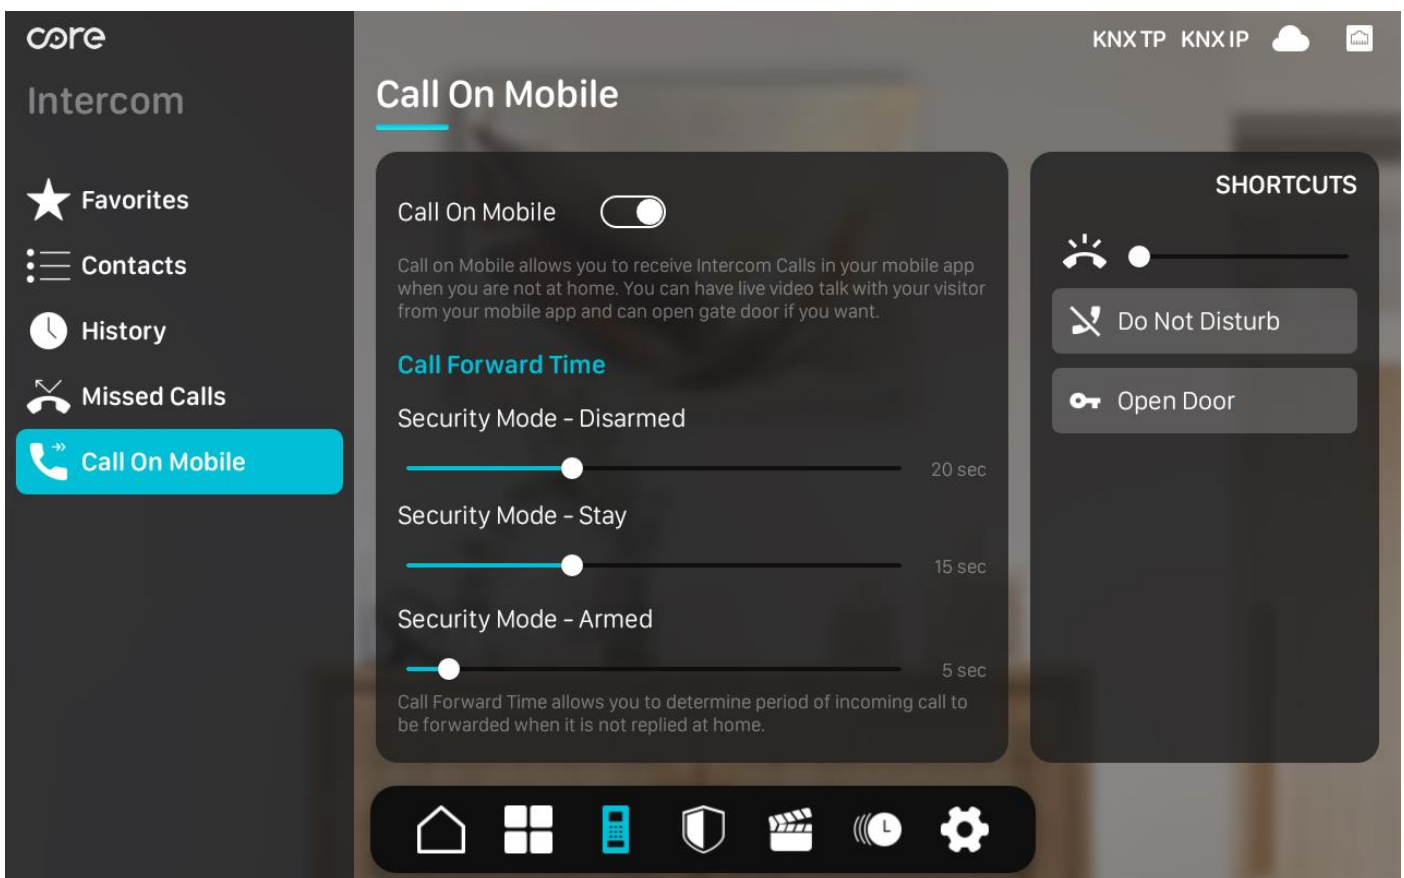 core
KNX TP KNX IP
Intercom
Call On Mobile
Favorites
Contacts
History
Missed Calls
Call On Mobile
Call On Mobile
Call on Mobile allows you to receive Intercom Calls in your mobile app
when you are not at home. You can have live video talk with your visitor
from your mobile app and can open gate door if you want.
Call Forward Time
Security Mode - Disarmed
20 sec
Security Mode - Stay
15 sec
Security Mode - Armed
5 sec
Call Forward Time allows you to determine period of incoming call to
be forwarded when it is not replied at home.
SHORTCUTS
Do Not Disturb
Open Door